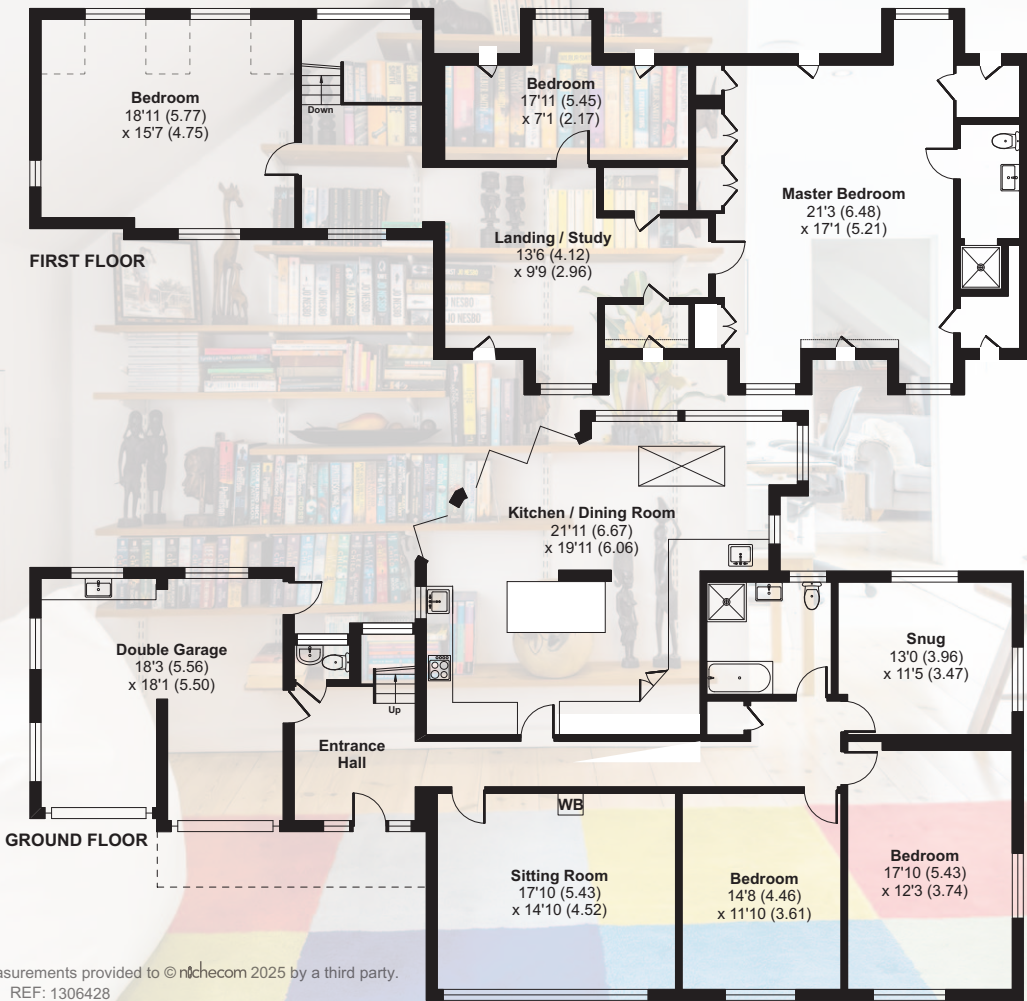 Bedroom
18'11 (5.77)
x 15'7 (4.75)
Down
Bedroom
17'11 (5.45)
x 7'1 (2.17)
Master Bedroom
21'3 (6.48)
x 17'1 (5.21)
Landing / Study
13'6 (4.12)
x 9'9 (2.96)
FIRST FLOOR
JO NESBO
Kitchen / Dining Room
21'11 (6.67)
x 19'11 (6.06)
Double Garage
18'3 (5.56)
x 18'1 (5.50)
Snug
13'0 (3.96)
x 11'5 (3.47)
Up
Entrance
Hall
WB
GROUND FLOOR
Sitting Room
17'10 (5.43)
x 14'10 (4.52)
Bedroom
14'8 (4.46)
x 11'10 (3.61)
Bedroom
17'10 (5.43)
x 12'3 (3.74)
asurements provided to © nichecom 2025 by a third party.
REF: 1306428